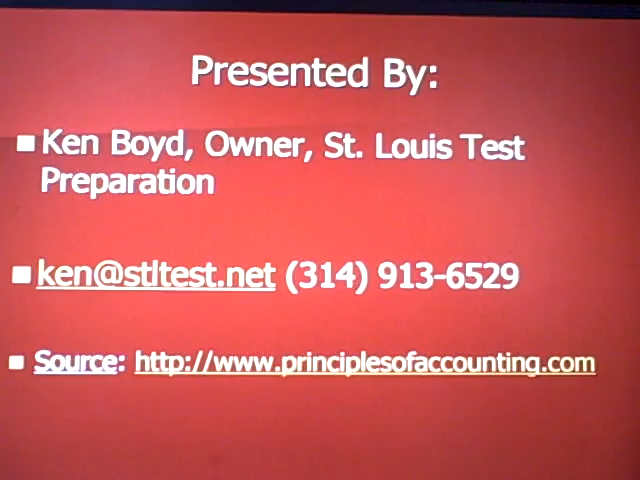 Presented By:
Ken Boyd, Owner, St. Louis Test
Preparation
ken@stltest.net (314) 913-6529
Source: http://www.principlesofaccounting.com